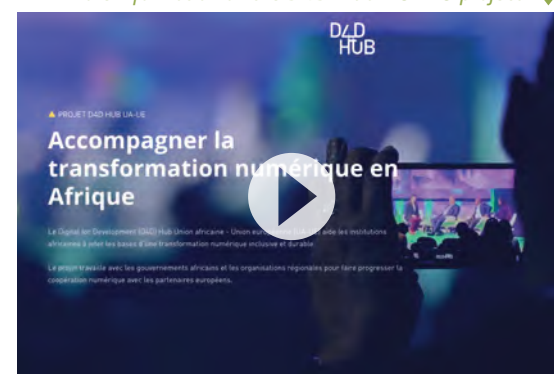 D4D
HUB
PROJET D4D HUB UA-UE
Accompagner la
transformation numérique en
Afrique
Le Digital for Development (D4D) Hub Union africaine - Union européenne (UA-UE) aide les institutions
africaines à jeter les bases d'une transformation numérique inclusive et durable.
Le projet travaille avec les gouvernements africains et les organisations régionales pour faire progresser la
coopération numérique avec les partenaires européens.